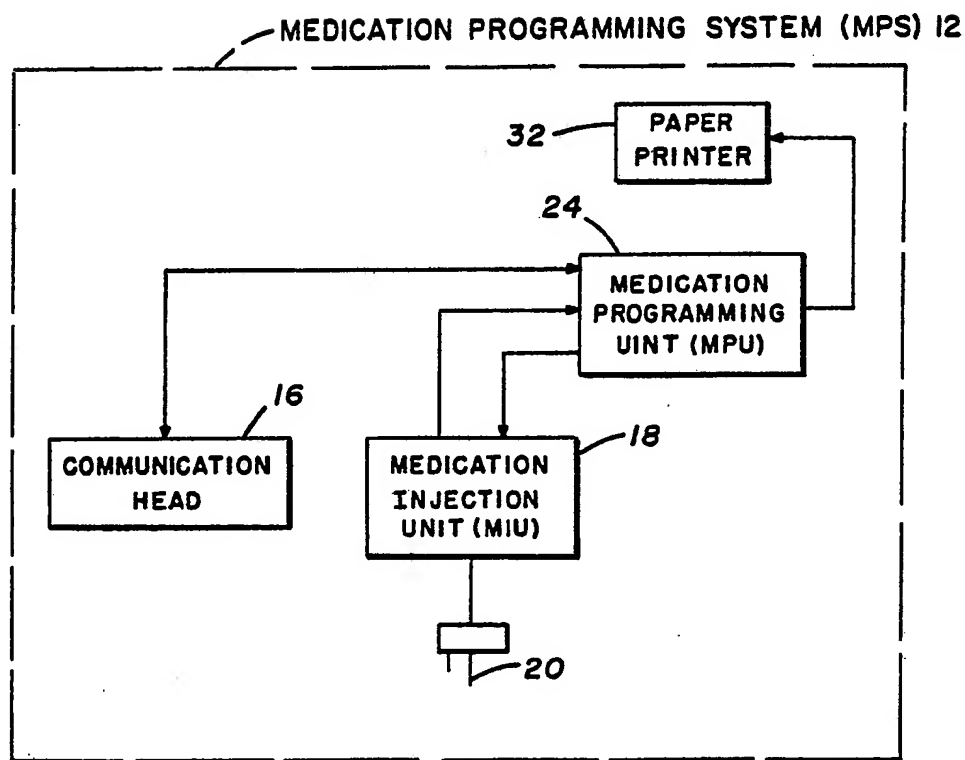 MEDICATION PROGRAMMING SYSTEM (MPS) 12
32
PAPER
PRINTER
24
MEDICATION
PROGRAMMING
UINT (MPU)
16
COMMUNICATION
HEAD
18
MEDICATION
INJECTION
UNIT (MIU)
20